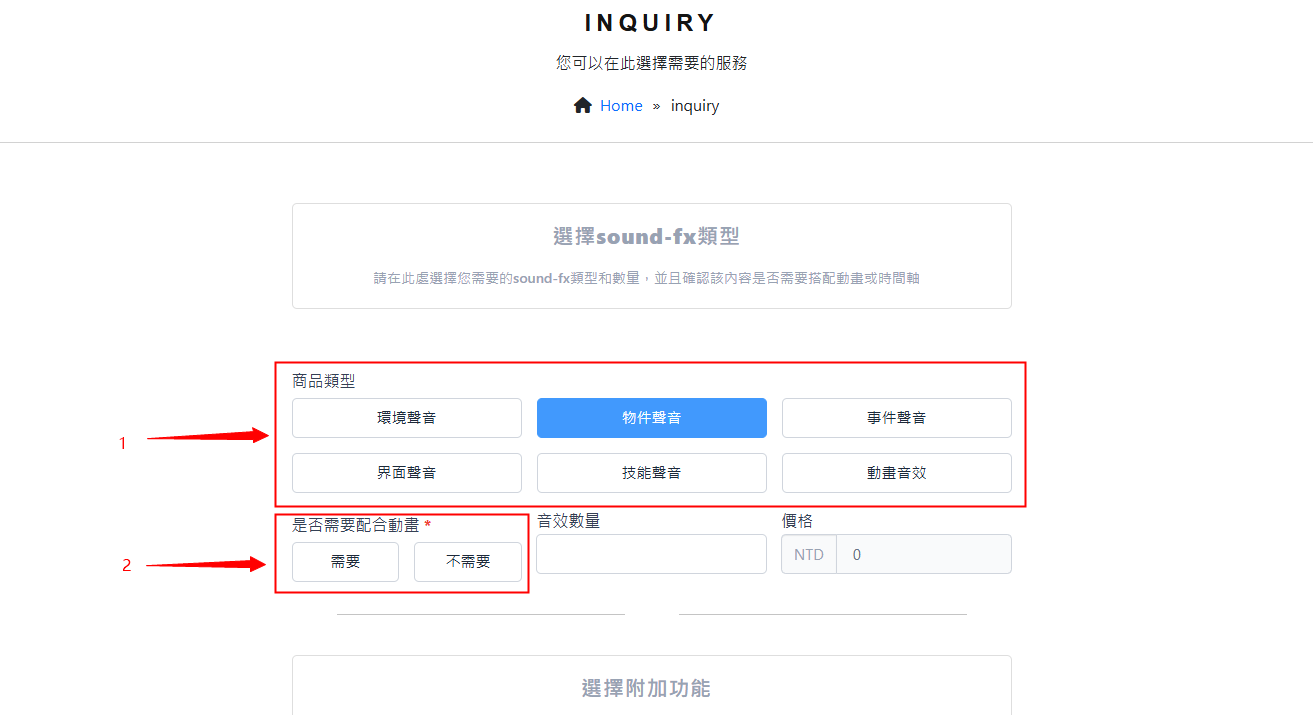 INQUIRY
您可以在此選擇需要的服務
Home » inquiry
選擇sound-fx類型
請在此處選擇您需要的sound-fx類型和數量，並且確認該內容是否需要搭配動畫或時間軸
商品類型
環境聲音 物件聲音 事件聲音
1
界面聲音 技能聲音 動畫音效
是否需要配合動畫 * 音效數量 價格
2 需要 不需要 NTD 0
選擇附加功能